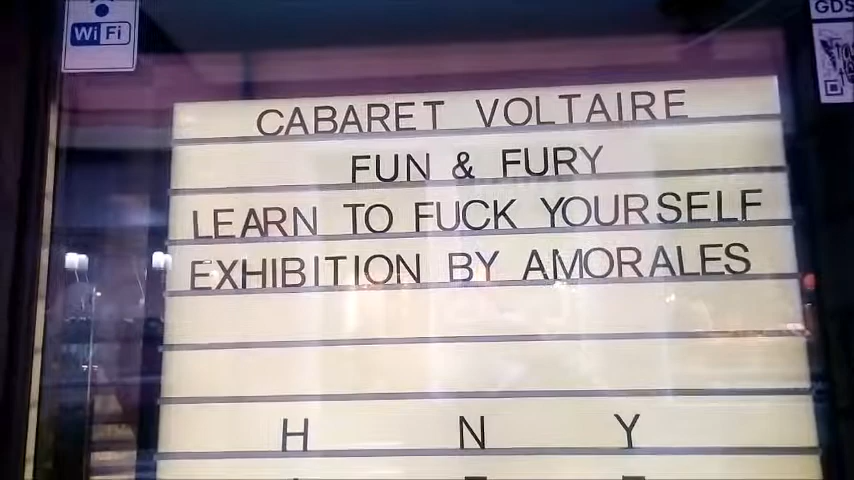 Wi Fi
GDS
CABARET VOLTAIRE
FUN & FURY
LEARN TO FUCK YOURSELF
EXHIBITION BY AMORALES
H N Y